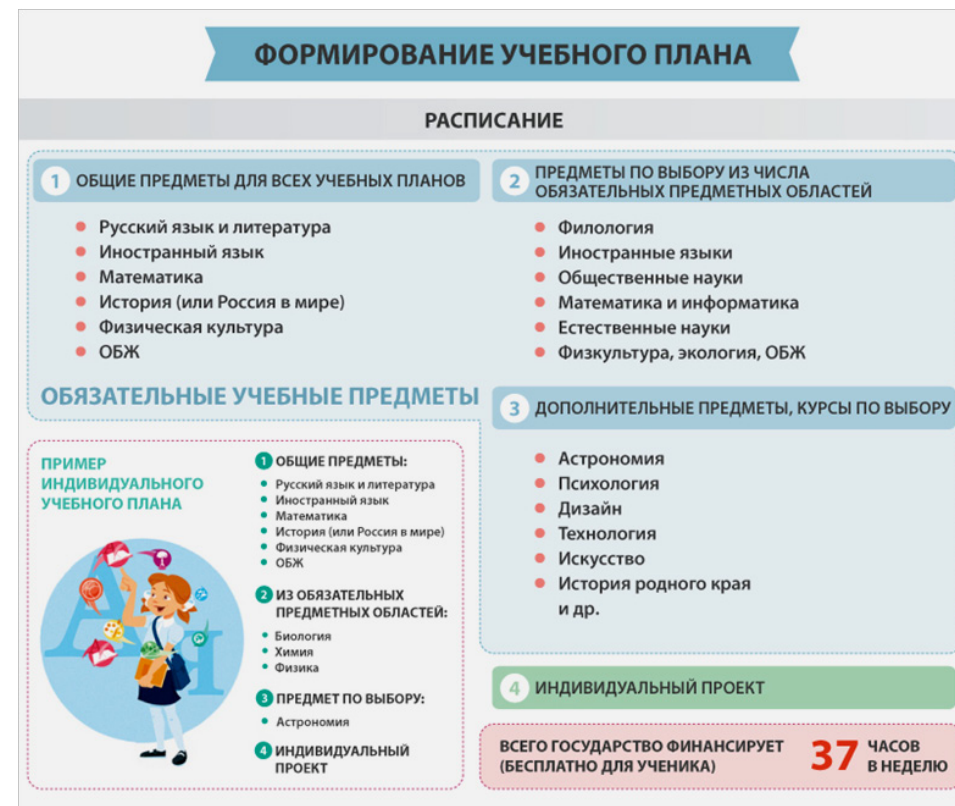 ФОРМИРОВАНИЕ УЧЕБНОГО ПЛАНА
РАСПИСАНИЕ
1 ОБЩИЕ ПРЕДМЕТЫ ДЛЯ ВСЕХ УЧЕБНЫХ ПЛАНОВ
Русский язык и литература
Иностранный язык
Математика
История (или Россия в мире)
Физическая культура
ОБЖ
2 ПРЕДМЕТЫ ПО ВЫБОРУ ИЗ ЧИСЛА
ОБЯЗАТЕЛЬНЫХ ПРЕДМЕТНЫХ ОБЛАСТЕЙ
Филология
Иностранные языки
Общественные науки
Математика и информатика
Естественные науки
Физкультура, экология, ОБЖ
ОБЯЗАТЕЛЬНЫЕ УЧЕБНЫЕ ПРЕДМЕТЫ
3 ДОПОЛНИТЕЛЬНЫЕ ПРЕДМЕТЫ, КУРСЫ ПО ВЫБОРУ
Астрономия
Психология
Дизайн
Технология
Искусство
История родного края
и др.
ПРИМЕР
ИНДИВИДУАЛЬНОГО
УЧЕБНОГО ПЛАНА
А Я
1 ОБЩИЕ ПРЕДМЕТЫ:
Русский язык и литература
Иностранный язык
Математика
История (или Россия в мире)
Физическая культура
ОБЖ
2 ИЗ ОБЯЗАТЕЛЬНЫХ
ПРЕДМЕТНЫХ ОБЛАСТЕЙ:
Биология
Химия
Физика
3 ПРЕДМЕТ ПО ВЫБОРУ:
Астрономия
4 ИНДИВИДУАЛЬНЫЙ
ПРОЕКТ
4 ИНДИВИДУАЛЬНЫЙ ПРОЕКТ
ВСЕГО ГОСУДАРСТВО ФИНАНСИРУЕТ
(БЕСПЛАТНО ДЛЯ УЧЕНИКА)
37 ЧАСОВ
В НЕДЕЛЮ